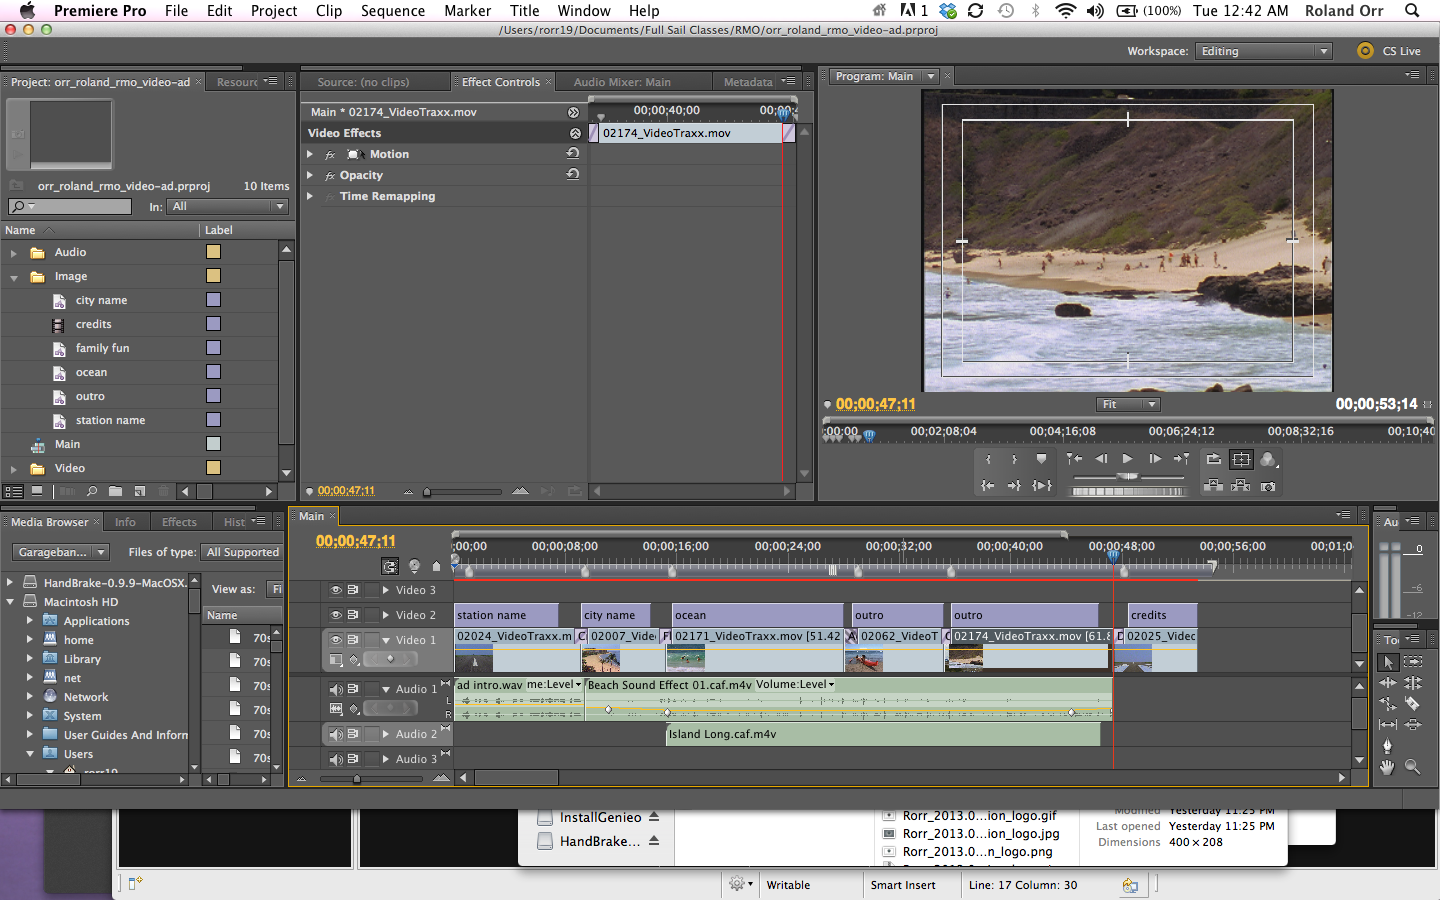 Premiere Pro File Edit Project Clip Sequence Marker Title Window Help 1 (100%) Tue 12:42 AM Roland Orr
/Users/rorr19/Documents/Full Sail Classes/RMO/orr_roland_rmo_video-ad.prproj
Workspace: Editing CS Live
Project: orr_roland_rmo_video-ad × Resourc
Source: (no clips) Effect Controls × Audio Mixer: Main Metadata
Program: Main ×
Main * 02174_VideoTraxx.mov
00;00;40;00 00;00;4
Video Effects
02174_VideoTraxx.mov
fx Motion
fx Opacity
Time Remapping
orr_roland_rmo_video-ad.prproj 10 Items
In: All
Name Label
Audio
Image
city name
credits
family fun
ocean
outro
station name
Main
Video
00;00;47;11
00;00;47;11 Fit 00;00;53;14
;00;00 00;02;08;04 00;04;16;08 00;06;24;12 00;08;32;16 00;10;40
Media Browser × Info Effects Hist
Garageban... Files of type: All Supported
HandBrake-0.9.9-MacOSX.
Macintosh HD
Applications
home
Library
net
Network
System
User Guides And Inform
Users
rorr19
View as: Fi
Name
70s
70s
70s
70s
70s
70s
Main ×
00;00;47;11
;00;00 00;00;08;00 00;00;16;00 00;00;24;00 00;00;32;00 00;00;40;00 00;00;48;00 00;00;56;00 00;01;0
Video 3
Video 2 station name city name ocean outro outro credits
Video 1 02024_VideoTraxx.m 02007_Vide 02171_VideoTraxx.mov [51.42 02062_VideoT 02174_VideoTraxx.mov [61.8 02025_Videc
Audio 1 ad intro.wav me:Level Beach Sound Effect 01.caf.m4v Volume:Level
L
R
Audio 2 Island Long.caf.m4v
Audio 3
Au
0
-6
-12
Too
InstallGenieo
HandBrake...
Rorr_2013.0...ion_logo.gif
Rorr_2013.0...ion_logo.jpg
Rorr_2013.0...n_logo.png
Modified Yesterday 11:25 PM
Last opened Yesterday 11:25 PM
Dimensions 400 × 208
Writable Smart Insert Line: 17 Column: 30